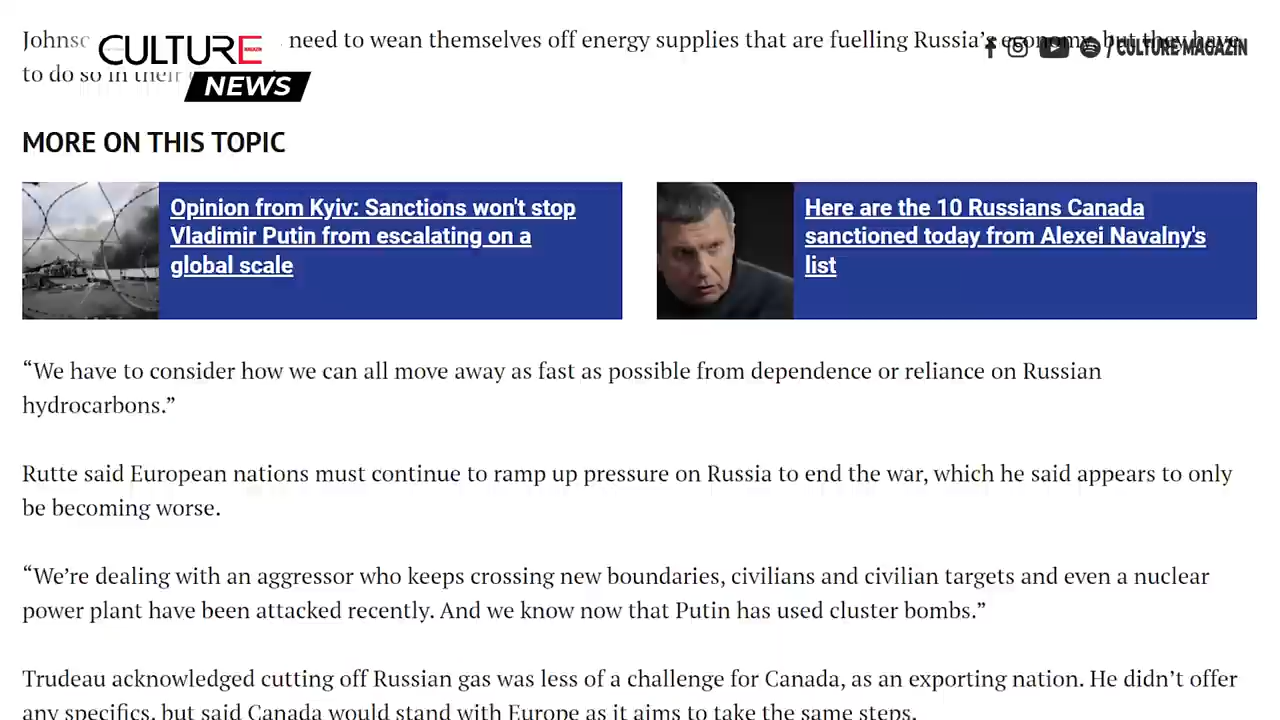 Johnso need to wean themselves off energy supplies that are fuelling Russia’s economy, but they have
to do so in their
CULTURE
MAGAZIN
NEWS
/ CULTURE MAGAZIN
MORE ON THIS TOPIC
Opinion from Kyiv: Sanctions won't stop
Vladimir Putin from escalating on a
global scale
Here are the 10 Russians Canada
sanctioned today from Alexei Navalny's
list
“We have to consider how we can all move away as fast as possible from dependence or reliance on Russian
hydrocarbons.”
Rutte said European nations must continue to ramp up pressure on Russia to end the war, which he said appears to only
be becoming worse.
“We’re dealing with an aggressor who keeps crossing new boundaries, civilians and civilian targets and even a nuclear
power plant have been attacked recently. And we know now that Putin has used cluster bombs.”
Trudeau acknowledged cutting off Russian gas was less of a challenge for Canada, as an exporting nation. He didn’t offer
any specifics, but said Canada would stand with Europe as it aims to take the same steps.